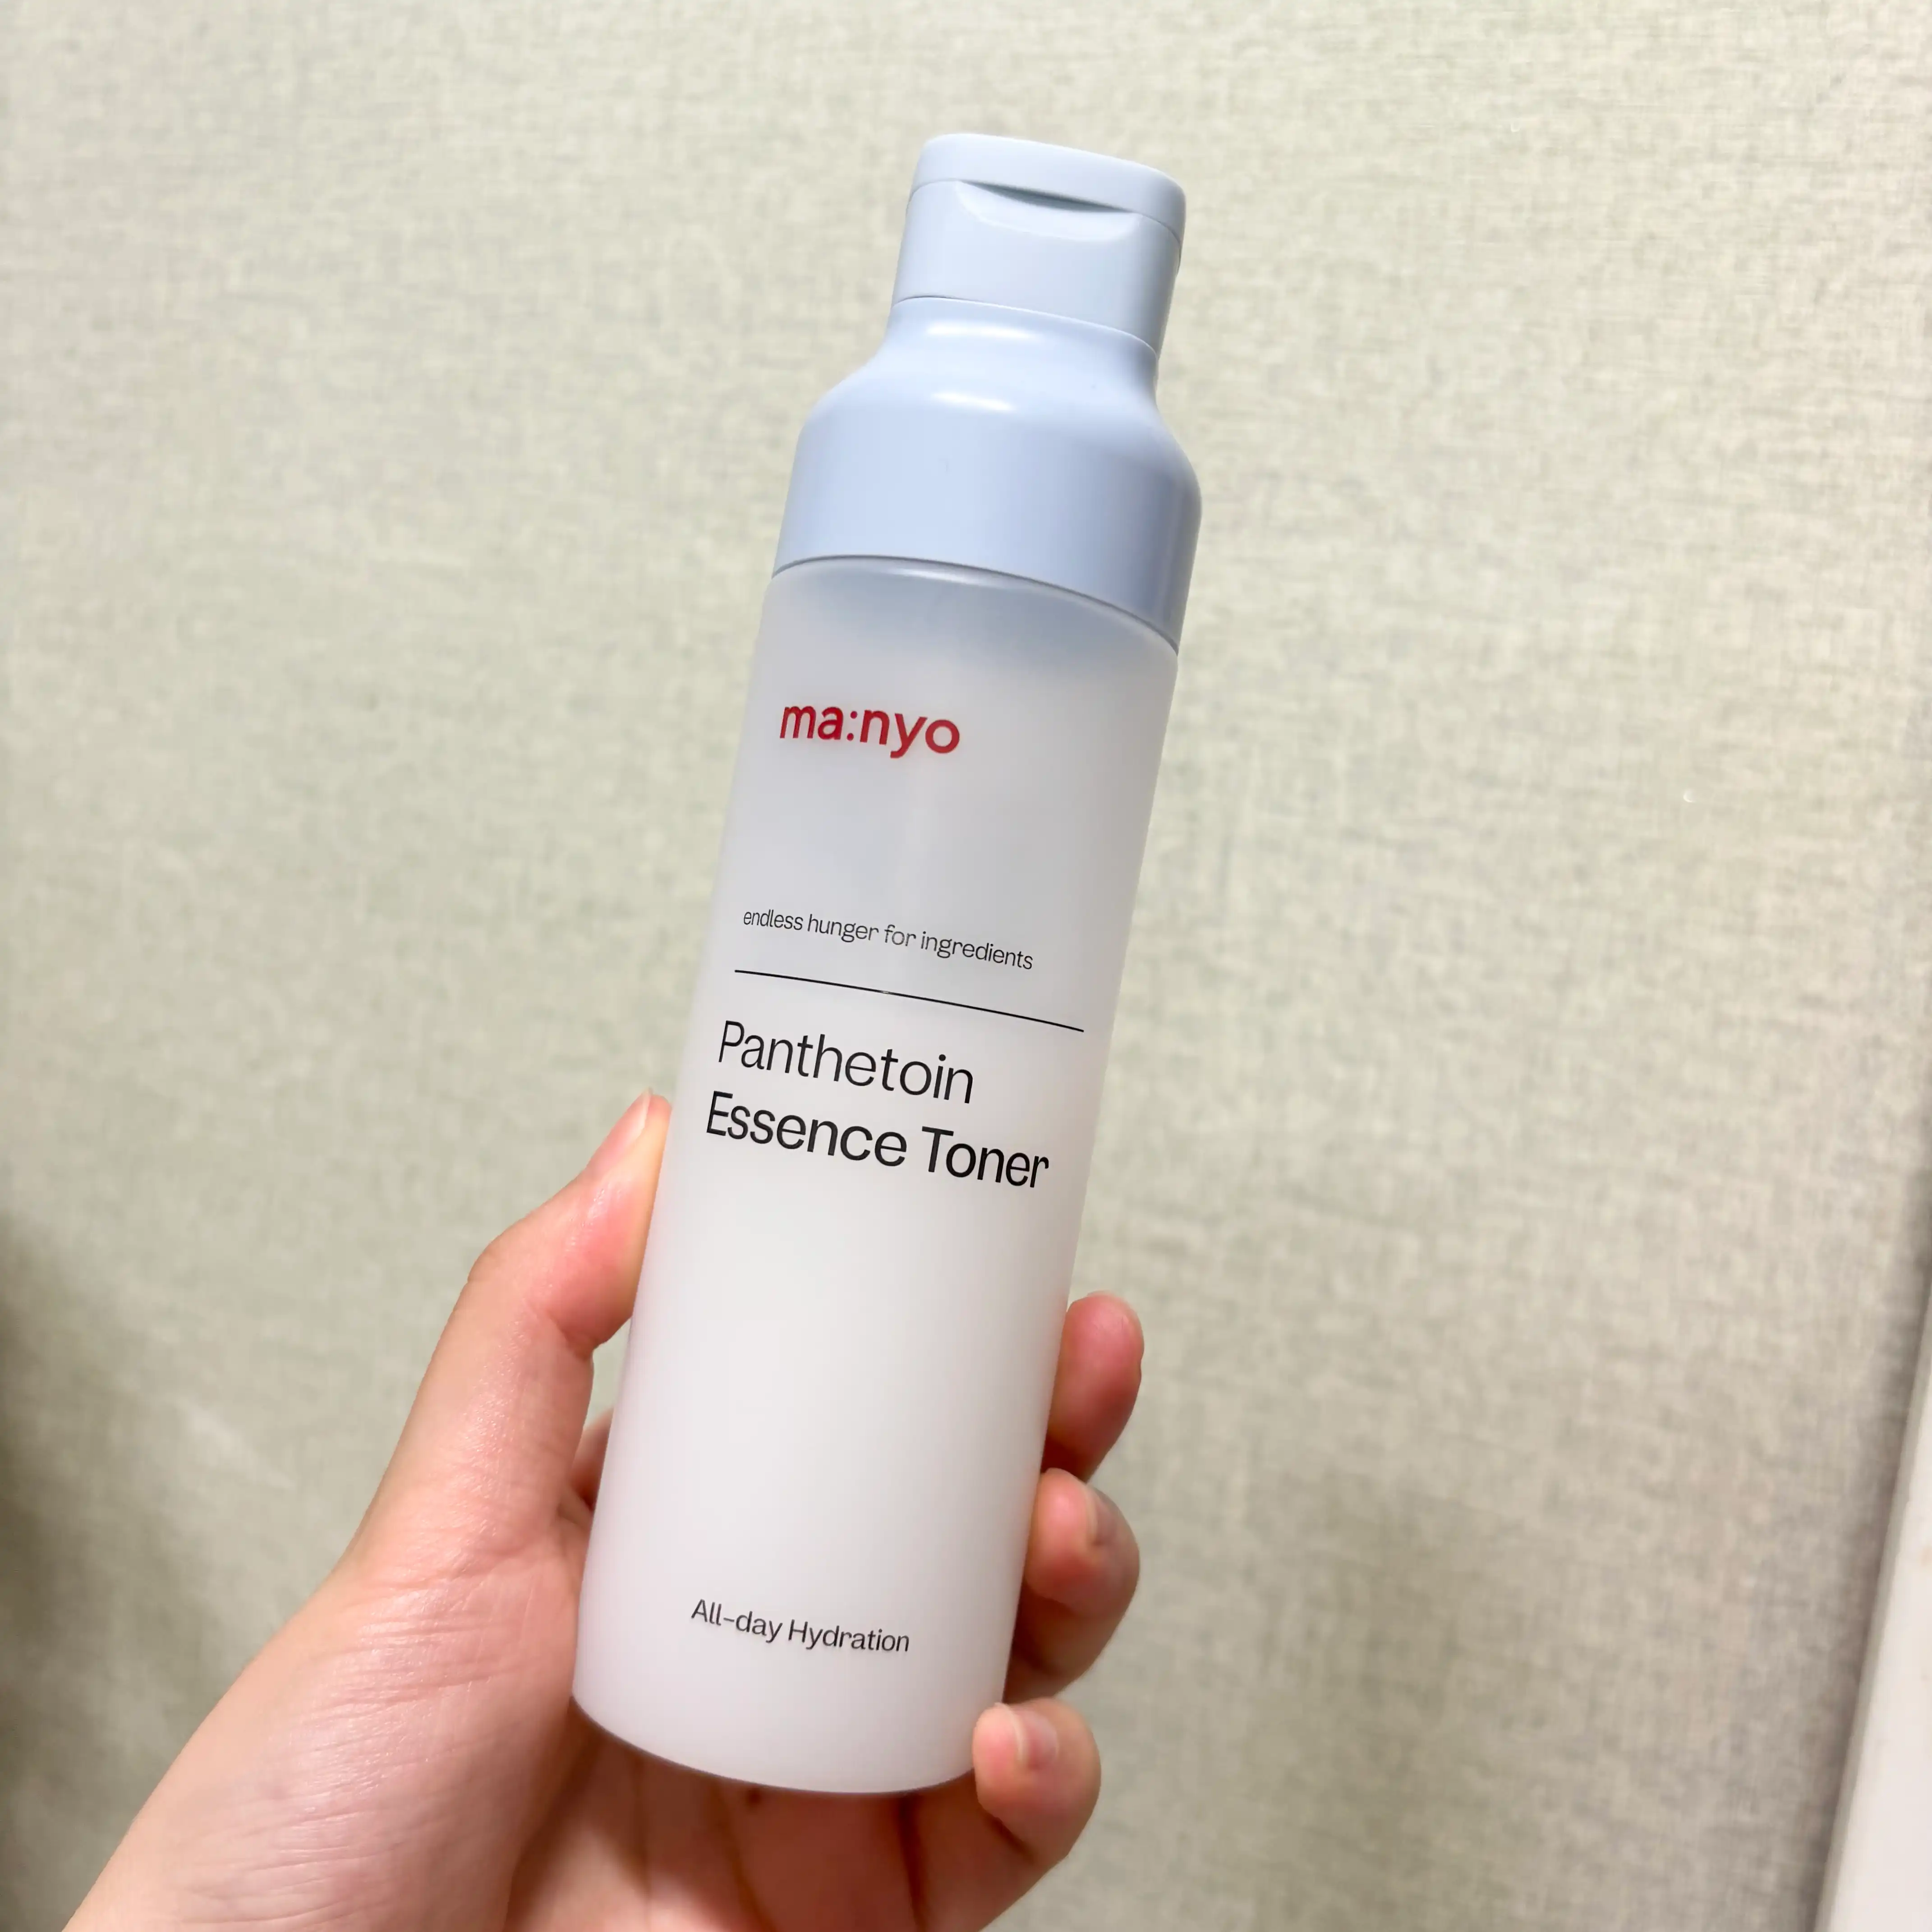 ma:nyo
endless hunger for ingredients
Panthetoin
Essence Toner
All-day Hydration